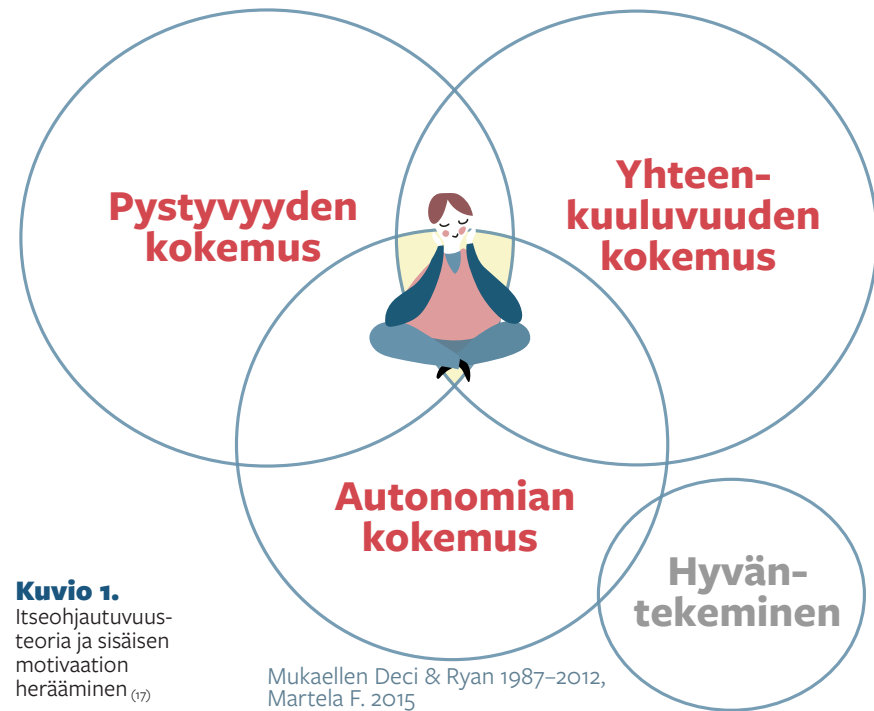 Pystyvyyden
kokemus
Yhteen-
kuuluvuuden
kokemus
Autonomian
kokemus
Hyvän-
tekeminen
Kuvio 1.
Itseohjautuvuus-
teoria ja sisäisen
motivaation
herääminen (17)
Mukaellen Deci & Ryan 1987–2012,
Martela F. 2015